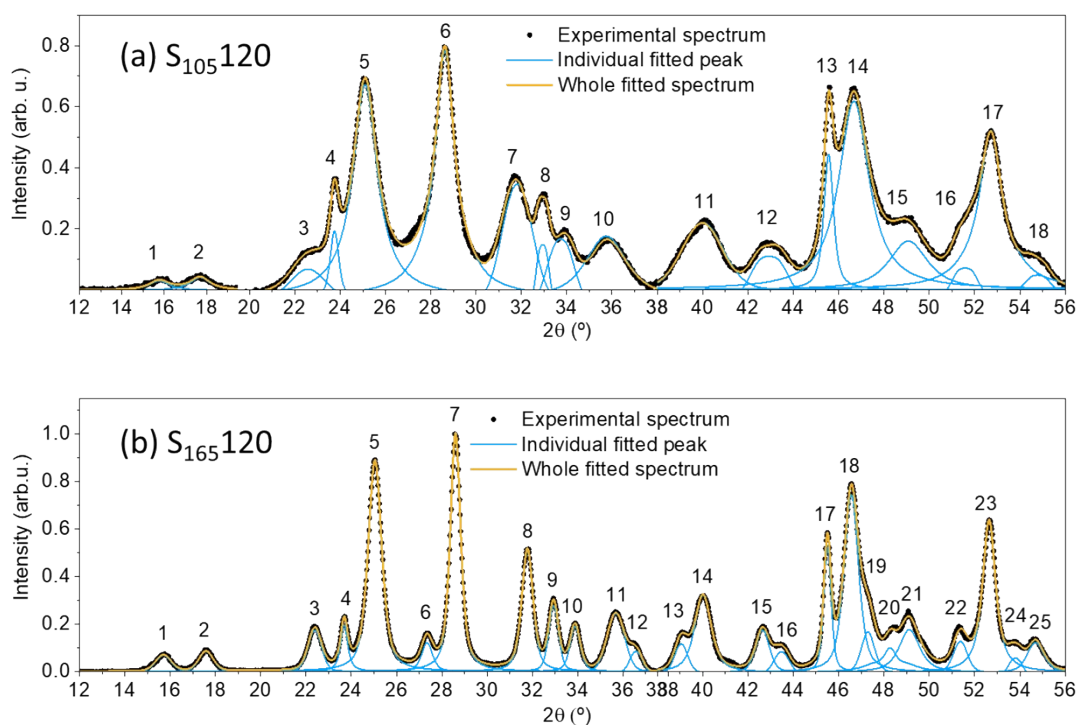 (a) S₁₀₅120
Experimental spectrum
Individual fitted peak
Whole fitted spectrum
Intensity (arb. u.)
0.8
0.6
0.4
0.2
1 2 3 4 5 6 7 8 9 10 11 12 13 14 15 16 17 18
12 14 16 18 20 22 24 26 28 30 32 34 36 38 40 42 44 46 48 50 52 54 56
2θ (º)
(b) S₁₆₅120
Experimental spectrum
Individual fitted peak
Whole fitted spectrum
Intensity (arb.u.)
1.0
0.8
0.6
0.4
0.2
0.0
1 2 3 4 5 6 7 8 9 10 11 12 13 14 15 16 17 18 19 20 21 22 23 24 25
12 14 16 18 20 22 24 26 28 30 32 34 36 3838 40 42 44 46 48 50 52 54 56
2θ (º)